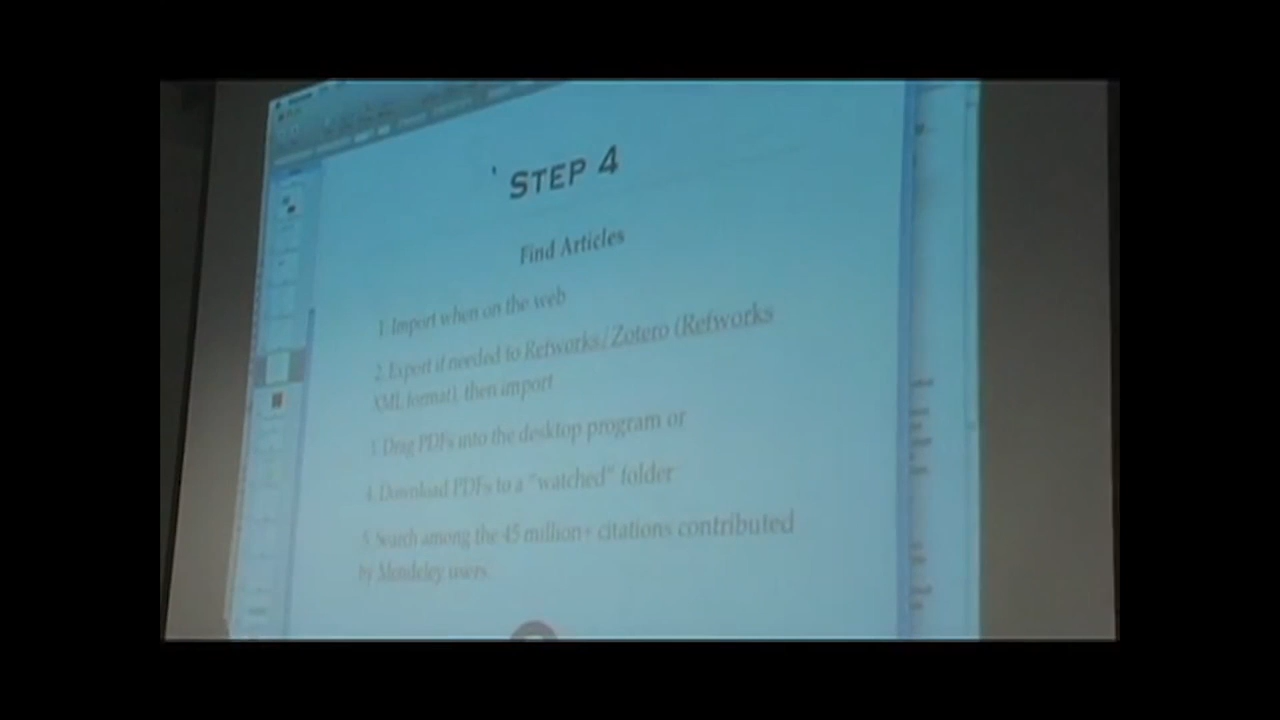 STEP 4
Find Articles
1. Import when on the web
2. Export if needed to Refworks/Zotero (Refworks
XML format), then import
3. Drag PDFs into the desktop program or
4. Download PDFs to a "watched" folder
5. Search among the 45 million+ citations contributed
by Mendeley users